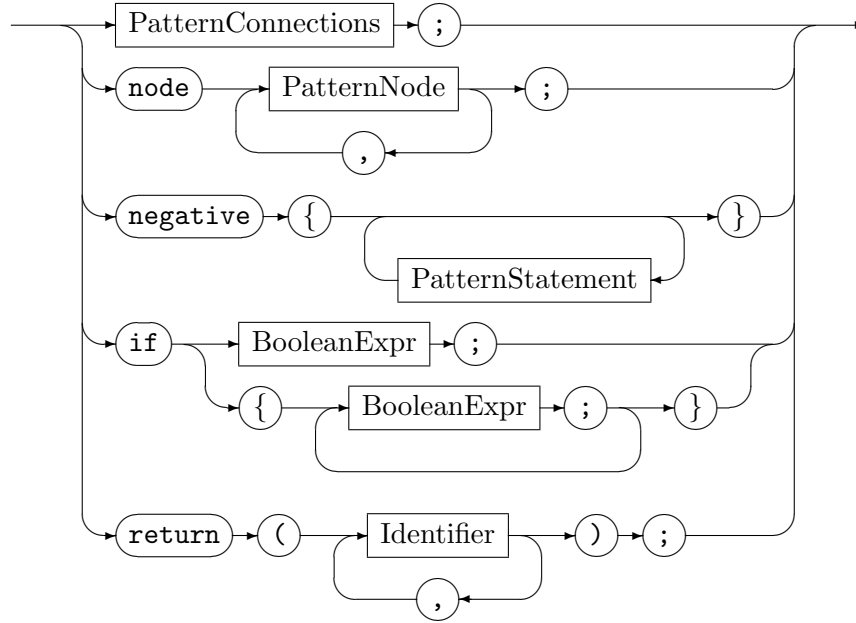 PatternConnections ;
node PatternNode ;
,
negative { }
PatternStatement
if BooleanExpr ;
{ BooleanExpr ; }
return ( Identifier ) ;
,